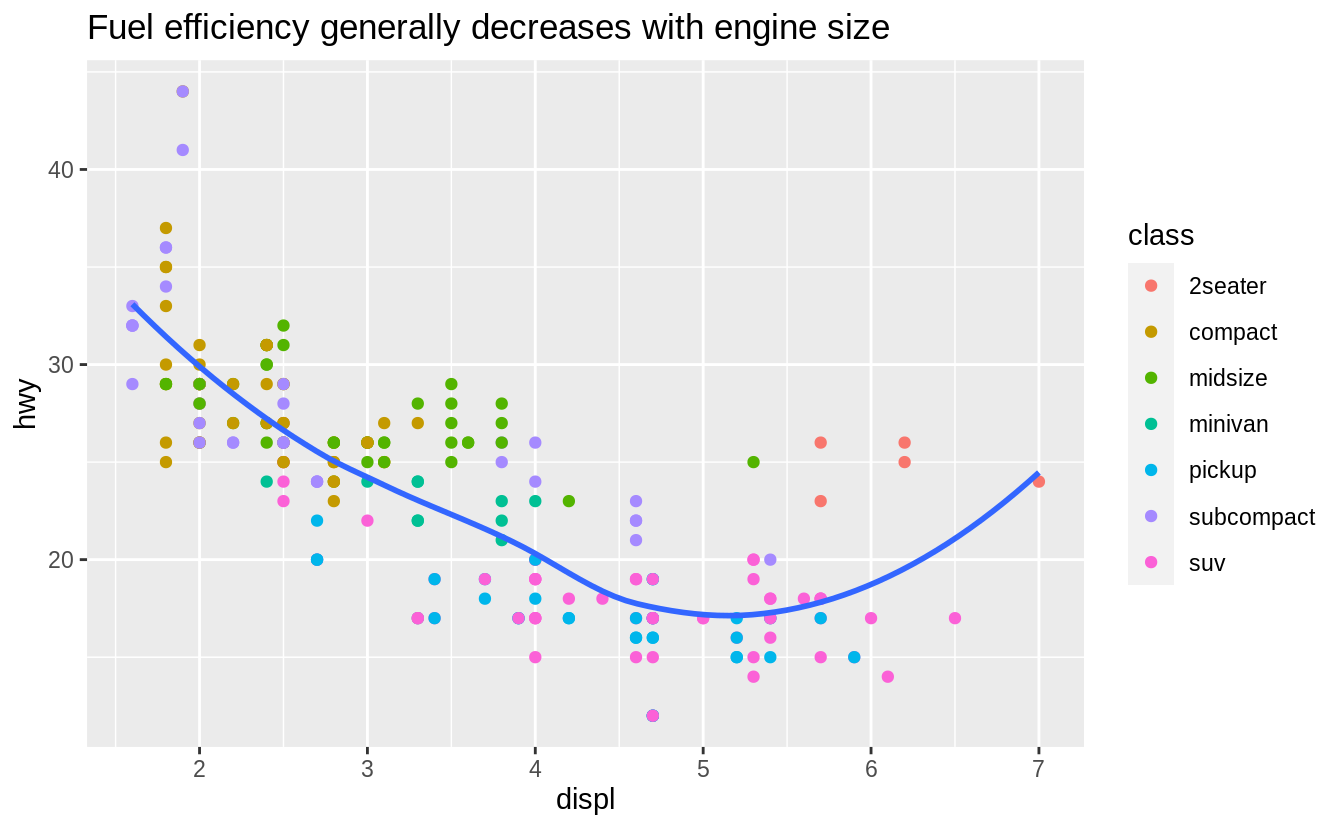 Fuel efficiency generally decreases with engine size
hwy
40
30
20
2 3 4 5 6 7
displ
class
2seater
compact
midsize
minivan
pickup
subcompact
suv